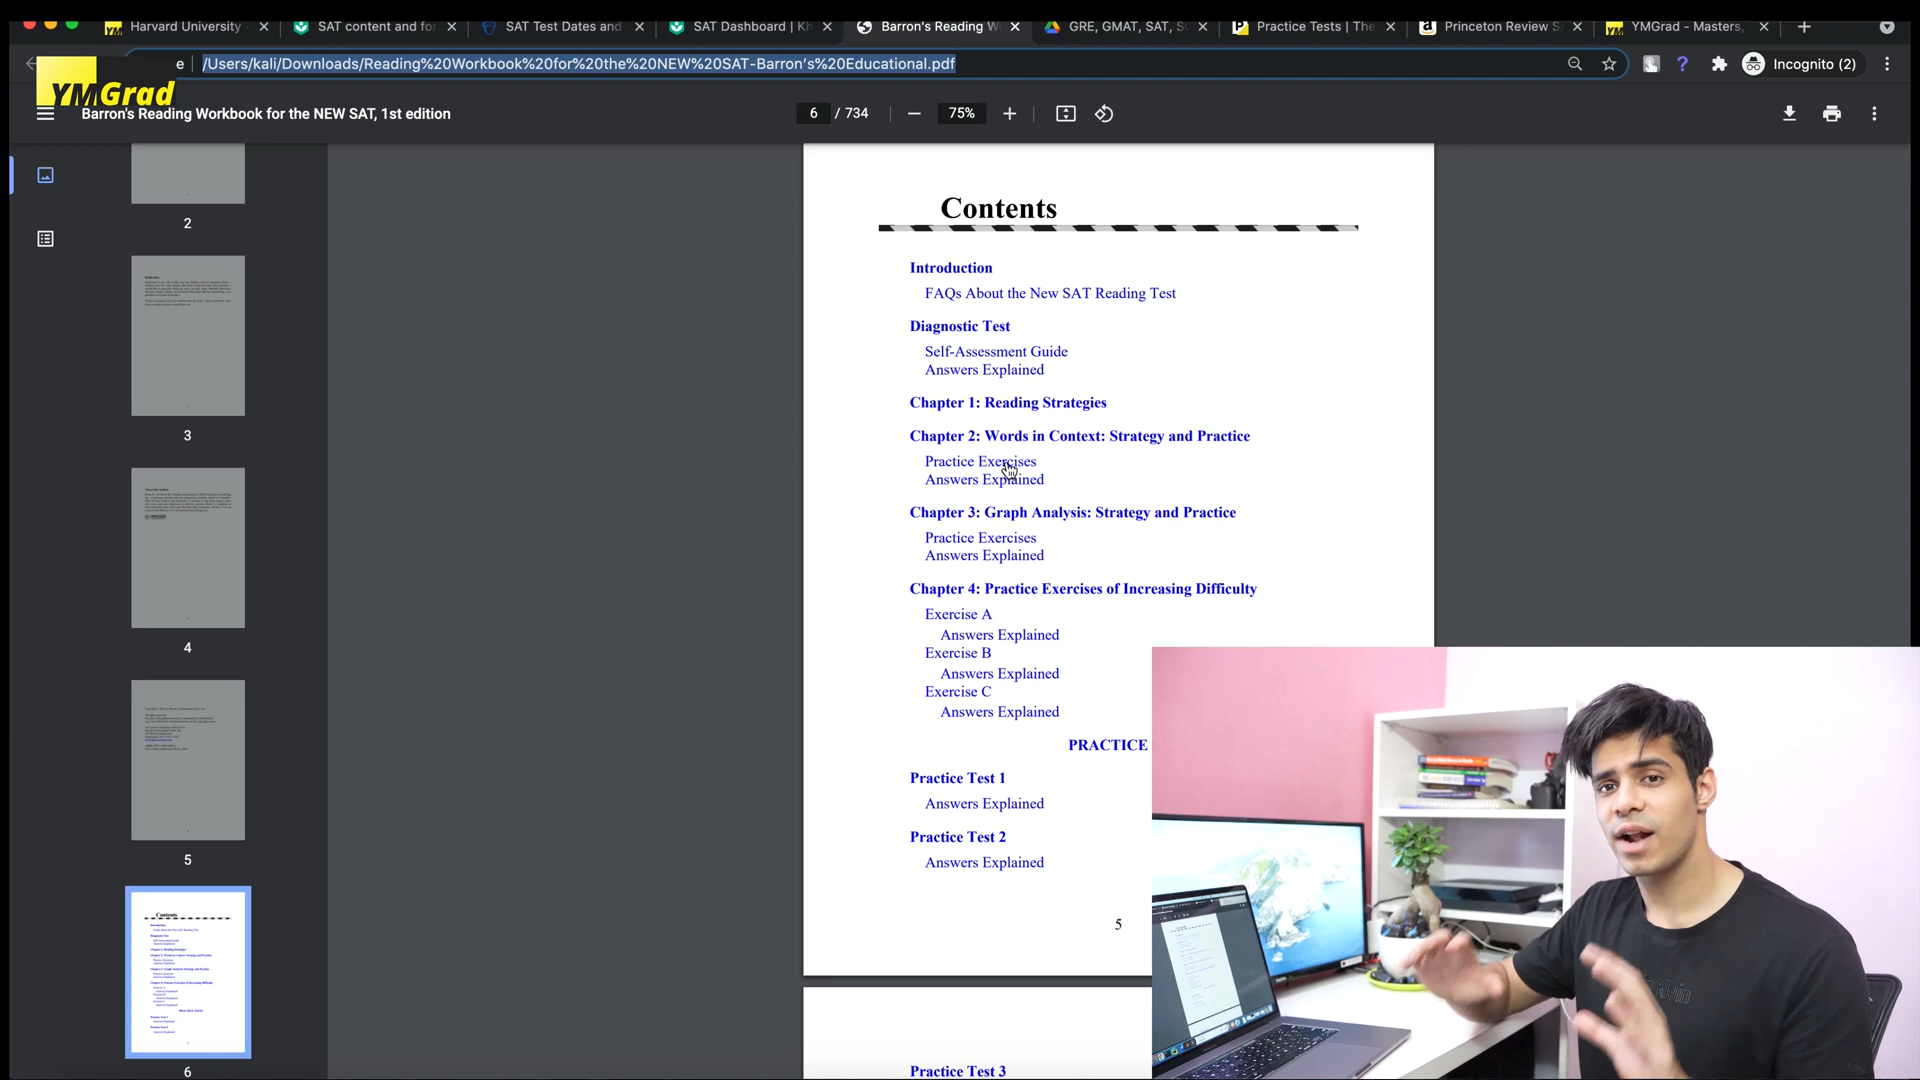 Harvard University
SAT content and fo
SAT Test Dates and
SAT Dashboard | Kh
Barron's Reading W
GRE, GMAT, SAT, S
Practice Tests | The
Princeton Review S
YMGrad - Masters,
e | /Users/kali/Downloads/Reading%20Workbook%20for%20the%20NEW%20SAT-Barron's%20Educational.pdf
Incognito (2)
YMGrad
Barron's Reading Workbook for the NEW SAT, 1st edition
6 / 734
75%
2
3
4
5
6
Contents
Introduction
FAQs About the New SAT Reading Test
Diagnostic Test
Self-Assessment Guide
Answers Explained
Chapter 1: Reading Strategies
Chapter 2: Words in Context: Strategy and Practice
Practice Exercises
Answers Explained
Chapter 3: Graph Analysis: Strategy and Practice
Practice Exercises
Answers Explained
Chapter 4: Practice Exercises of Increasing Difficulty
Exercise A
Answers Explained
Exercise B
Answers Explained
Exercise C
Answers Explained
PRACTICE
Practice Test 1
Answers Explained
Practice Test 2
Answers Explained
5
Practice Test 3